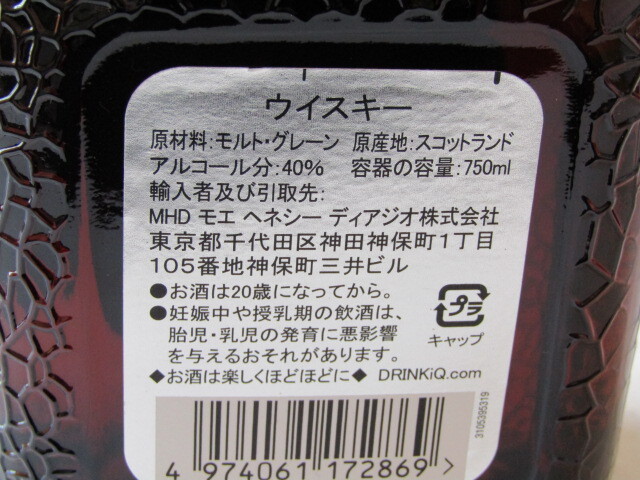 ウイスキー
原材料:モルト・グレーン 原産地:スコットランド
アルコール分:40% 容器の容量:750ml
輸入者及び引取先:
MHD モエ ヘネシー ディアジオ株式会社
東京都千代田区神田神保町1丁目
105番地神保町三井ビル
●お酒は20歳になってから。
●妊娠中や授乳期の飲酒は、
胎児・乳児の発育に悪影響
を与えるおそれがあります。
プラ
キャップ
◆お酒は楽しくほどほどに◆ DRINKiQ.com
3105395319
4 974061 172869>